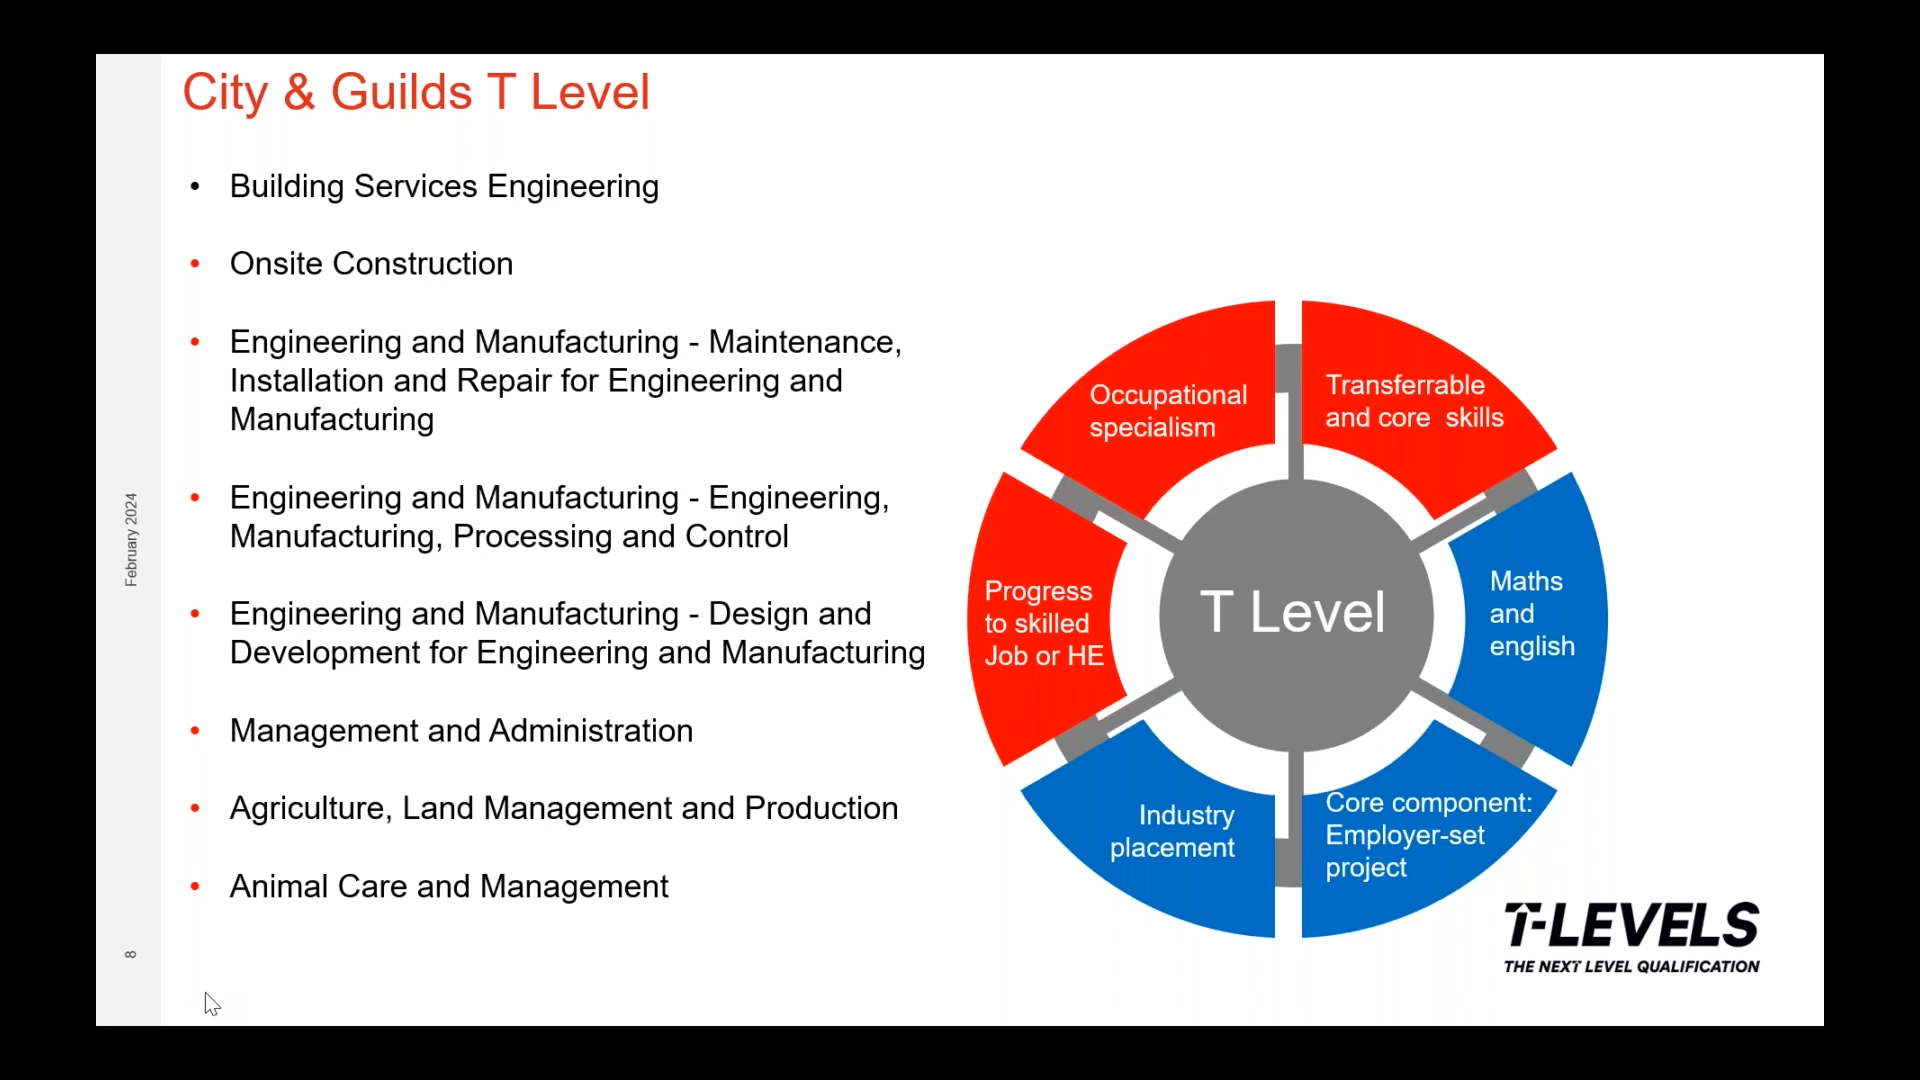 City & Guilds T Level
• Building Services Engineering
• Onsite Construction
• Engineering and Manufacturing - Maintenance,
Installation and Repair for Engineering and
Manufacturing
• Engineering and Manufacturing - Engineering,
Manufacturing, Processing and Control
• Engineering and Manufacturing - Design and
Development for Engineering and Manufacturing
• Management and Administration
• Agriculture, Land Management and Production
• Animal Care and Management
February 2024
8
Occupational
specialism
Transferrable
and core  skills
Progress
to skilled
Job or HE
T Level
Maths
and
english
Industry
placement
Core component:
Employer-set
project
T-LEVELS
THE NEXT LEVEL QUALIFICATION